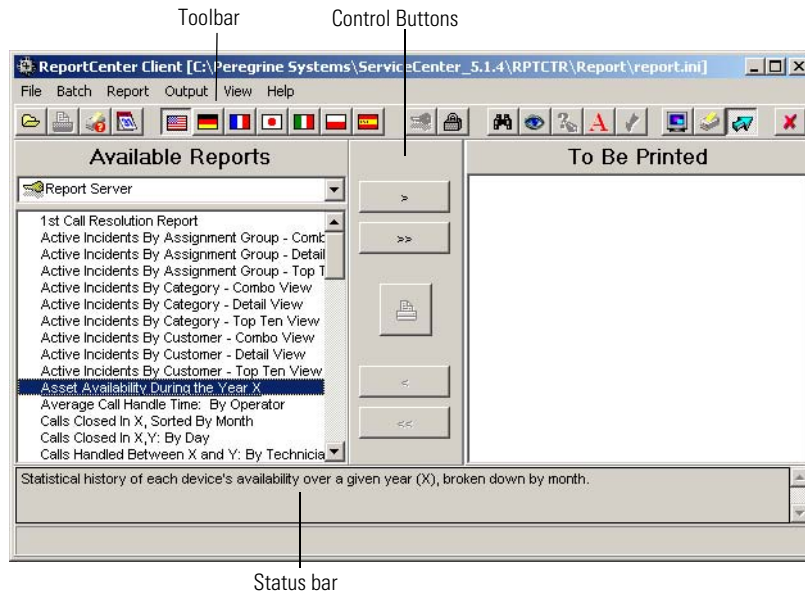 Toolbar
Control Buttons
ReportCenter Client [C:\Peregrine Systems\ServiceCenter_5.1.4\RPTCTR\Report\report.ini]
File Batch Report Output View Help
Available Reports
To Be Printed
Report Server
>
>>
<
<<
1st Call Resolution Report
Active Incidents By Assignment Group - Comb
Active Incidents By Assignment Group - Detail
Active Incidents By Assignment Group - Top T
Active Incidents By Category - Combo View
Active Incidents By Category - Detail View
Active Incidents By Category - Top Ten View
Active Incidents By Customer - Combo View
Active Incidents By Customer - Detail View
Active Incidents By Customer - Top Ten View
Asset Availability During the Year X
Average Call Handle Time: By Operator
Calls Closed In X, Sorted By Month
Calls Closed In X,Y: By Day
Calls Handled Between X and Y: By Technicia
Statistical history of each device's availability over a given year (X), broken down by month.
Status bar